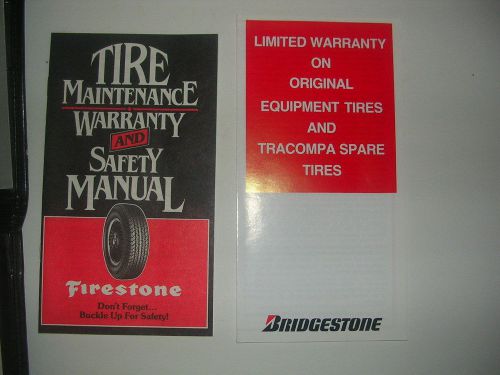 TIRE
MAINTENANCE
WARRANTY
AND
SAFETY
MANUAL
Firestone
Don't Forget...
Buckle Up For Safety!
LIMITED WARRANTY
ON
ORIGINAL
EQUIPMENT TIRES
AND
TRACOMPA SPARE
TIRES
BRIDGESTONE